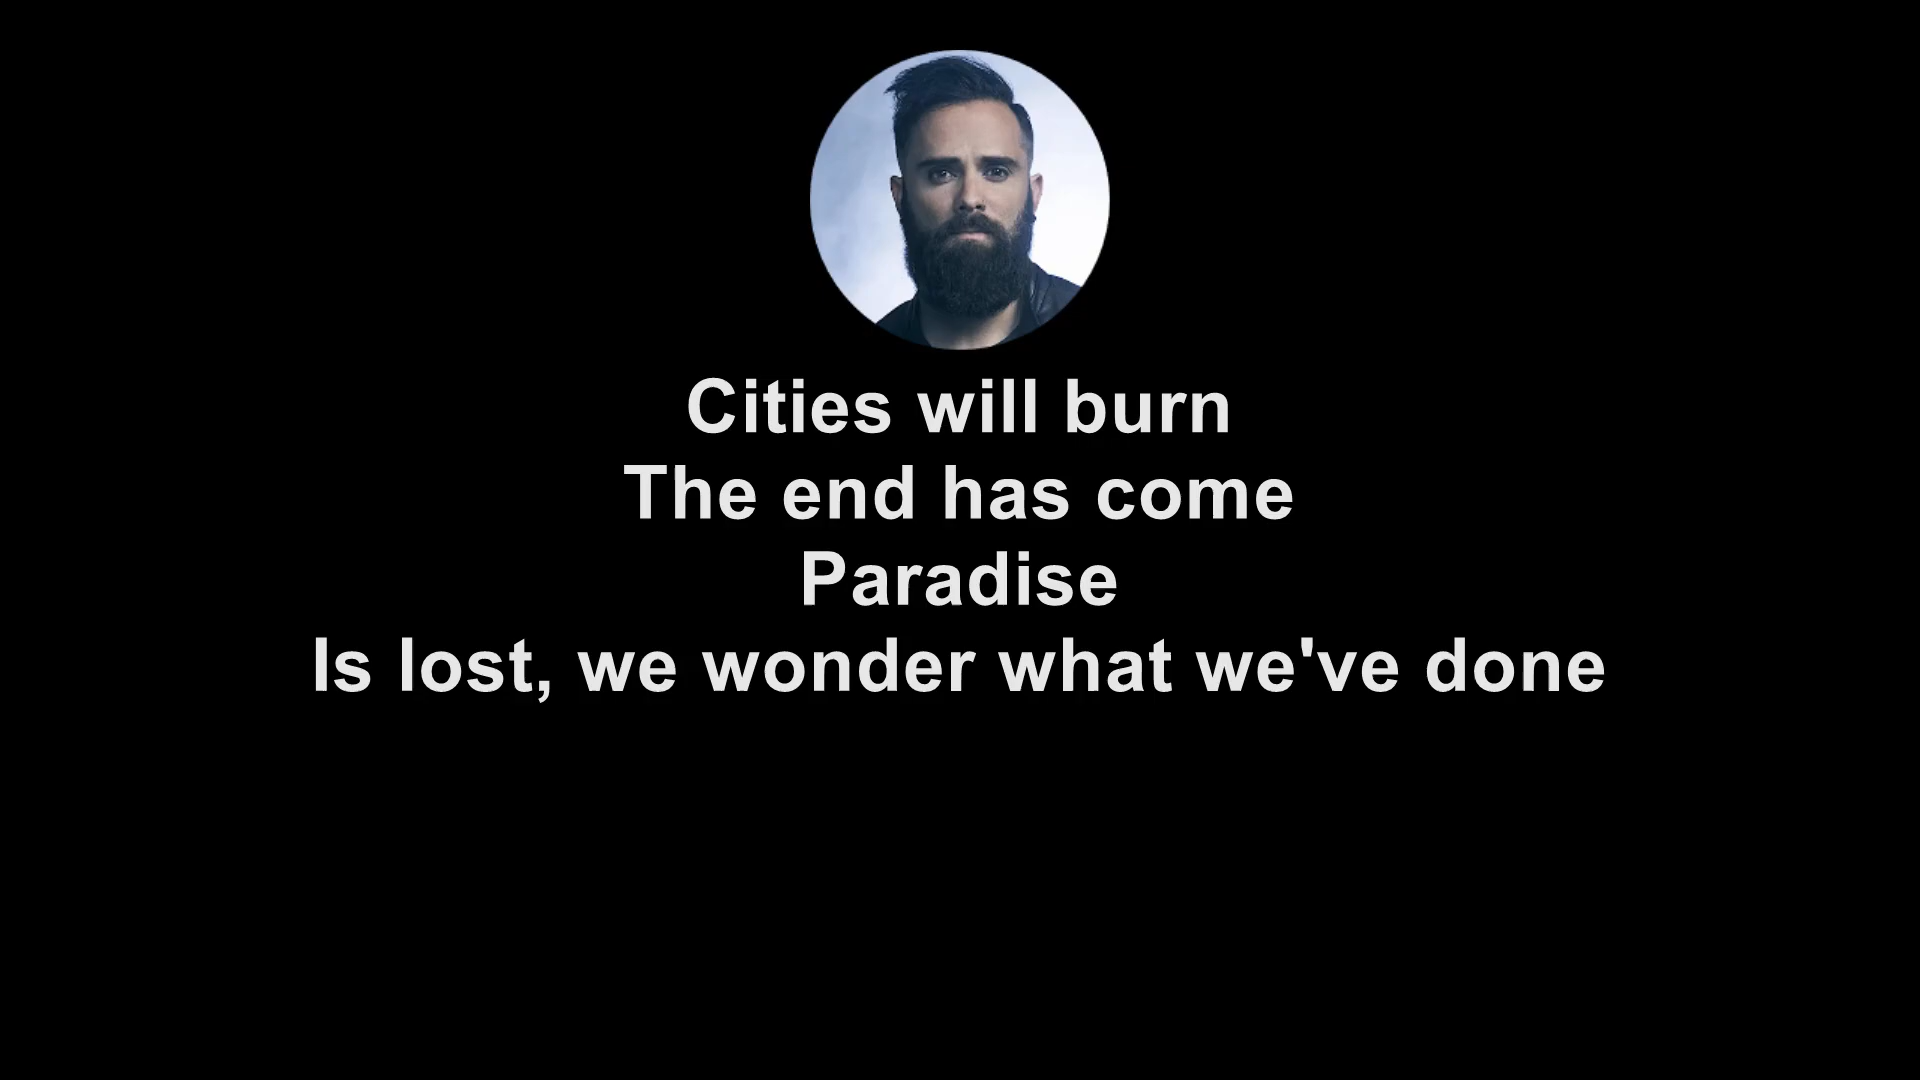 Cities will burn
The end has come
Paradise
Is lost, we wonder what we've done